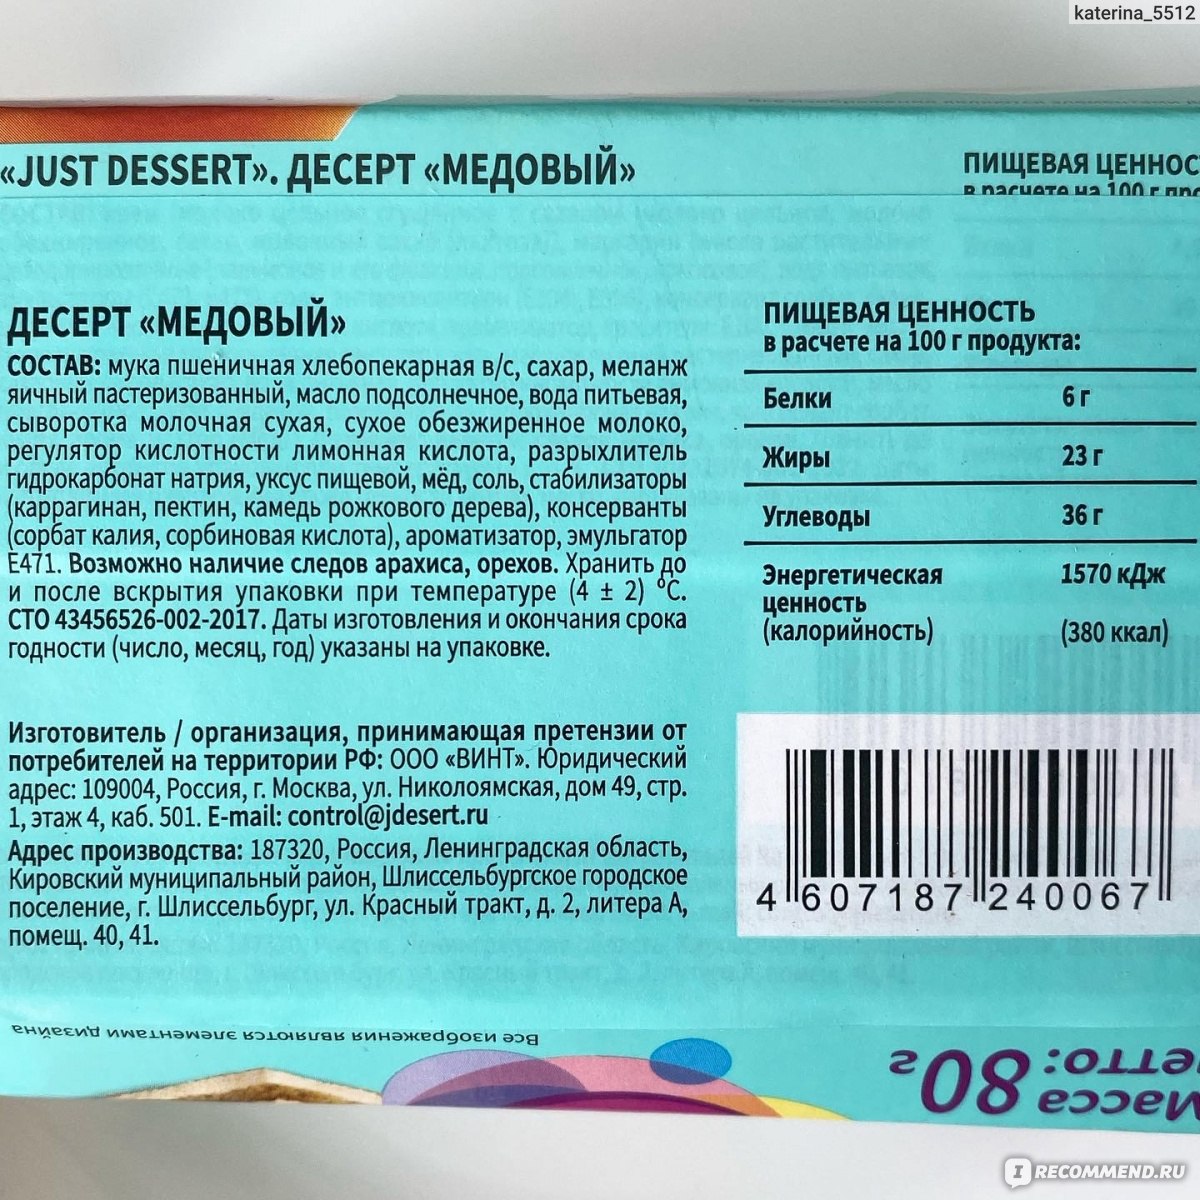 katerina_5512
«JUST DESSERT». ДЕСЕРТ «МЕДОВЫЙ»
ПИЩЕВАЯ ЦЕННОС
в расчете на 100 г про
ДЕСЕРТ «МЕДОВЫЙ»
СОСТАВ: мука пшеничная хлебопекарная в/с, сахар, меланж
яичный пастеризованный, масло подсолнечное, вода питьевая,
сыворотка молочная сухая, сухое обезжиренное молоко,
регулятор кислотности лимонная кислота, разрыхлитель
гидрокарбонат натрия, уксус пищевой, мёд, соль, стабилизаторы
(каррагинан, пектин, камедь рожкового дерева), консерванты
(сорбат калия, сорбиновая кислота), ароматизатор, эмульгатор
Е471. Возможно наличие следов арахиса, орехов. Хранить до
и после вскрытия упаковки при температуре (4 ± 2) °С.
СТО 43456526-002-2017. Даты изготовления и окончания срока
годности (число, месяц, год) указаны на упаковке.
Изготовитель / организация, принимающая претензии от
потребителей на территории РФ: ООО «ВИНТ». Юридический
адрес: 109004, Россия, г. Москва, ул. Николоямская, дом 49, стр.
1, этаж 4, каб. 501. E-mail: control@jdesert.ru
Адрес производства: 187320, Россия, Ленинградская область,
Кировский муниципальный район, Шлиссельбургское городское
поселение, г. Шлиссельбург, ул. Красный тракт, д. 2, литера А,
помещ. 40, 41.
ПИЩЕВАЯ ЦЕННОСТЬ
в расчете на 100 г продукта:
Белки 6 г
Жиры 23 г
Углеводы 36 г
Энергетическая 1570 кДж
ценность
(калорийность) (380 ккал)
4 607187 240067
Все изображения являются элементами дизайна
Масса
нетто: 80 г
IRECOMMEND.RU